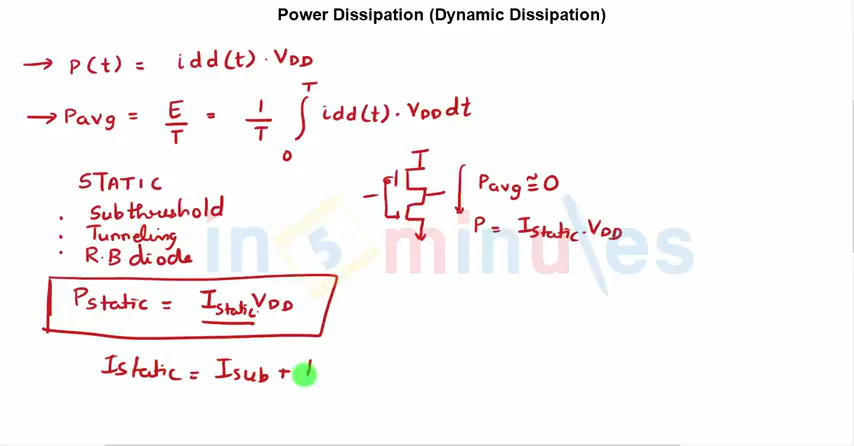 Power Dissipation (Dynamic Dissipation)
→ P(t) = idd(t) · VDD
→ Pavg = E/T = 1/T ∫₀ᵀ idd(t) · VDD dt
STATIC
· Subthreshold
· Tunneling
· R.B diode
Pavg ≅ 0
P = Istatic · VDD
in 5 minutes
Pstatic = Istatic · VDD
Istatic = Isub +